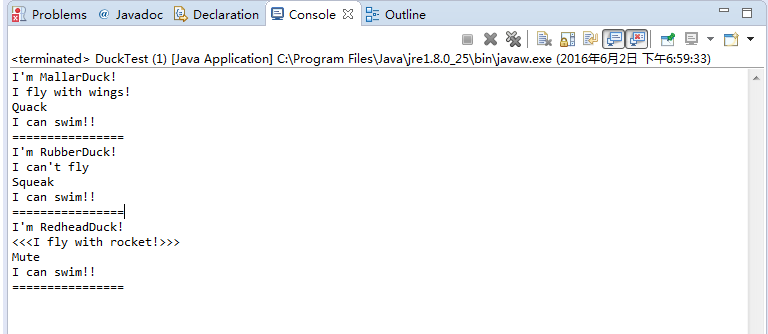 Problems @ Javadoc Declaration Console Outline
<terminated> DuckTest (1) [Java Application] C:\Program Files\Java\jre1.8.0_25\bin\javaw.exe (2016年6月2日 下午6:59:33)
I'm MallarDuck!
I fly with wings!
Quack
I can swim!!
================
I'm RubberDuck!
I can't fly
Squeak
I can swim!!
================
I'm RedheadDuck!
<<<I fly with rocket!>>>
Mute
I can swim!!
================